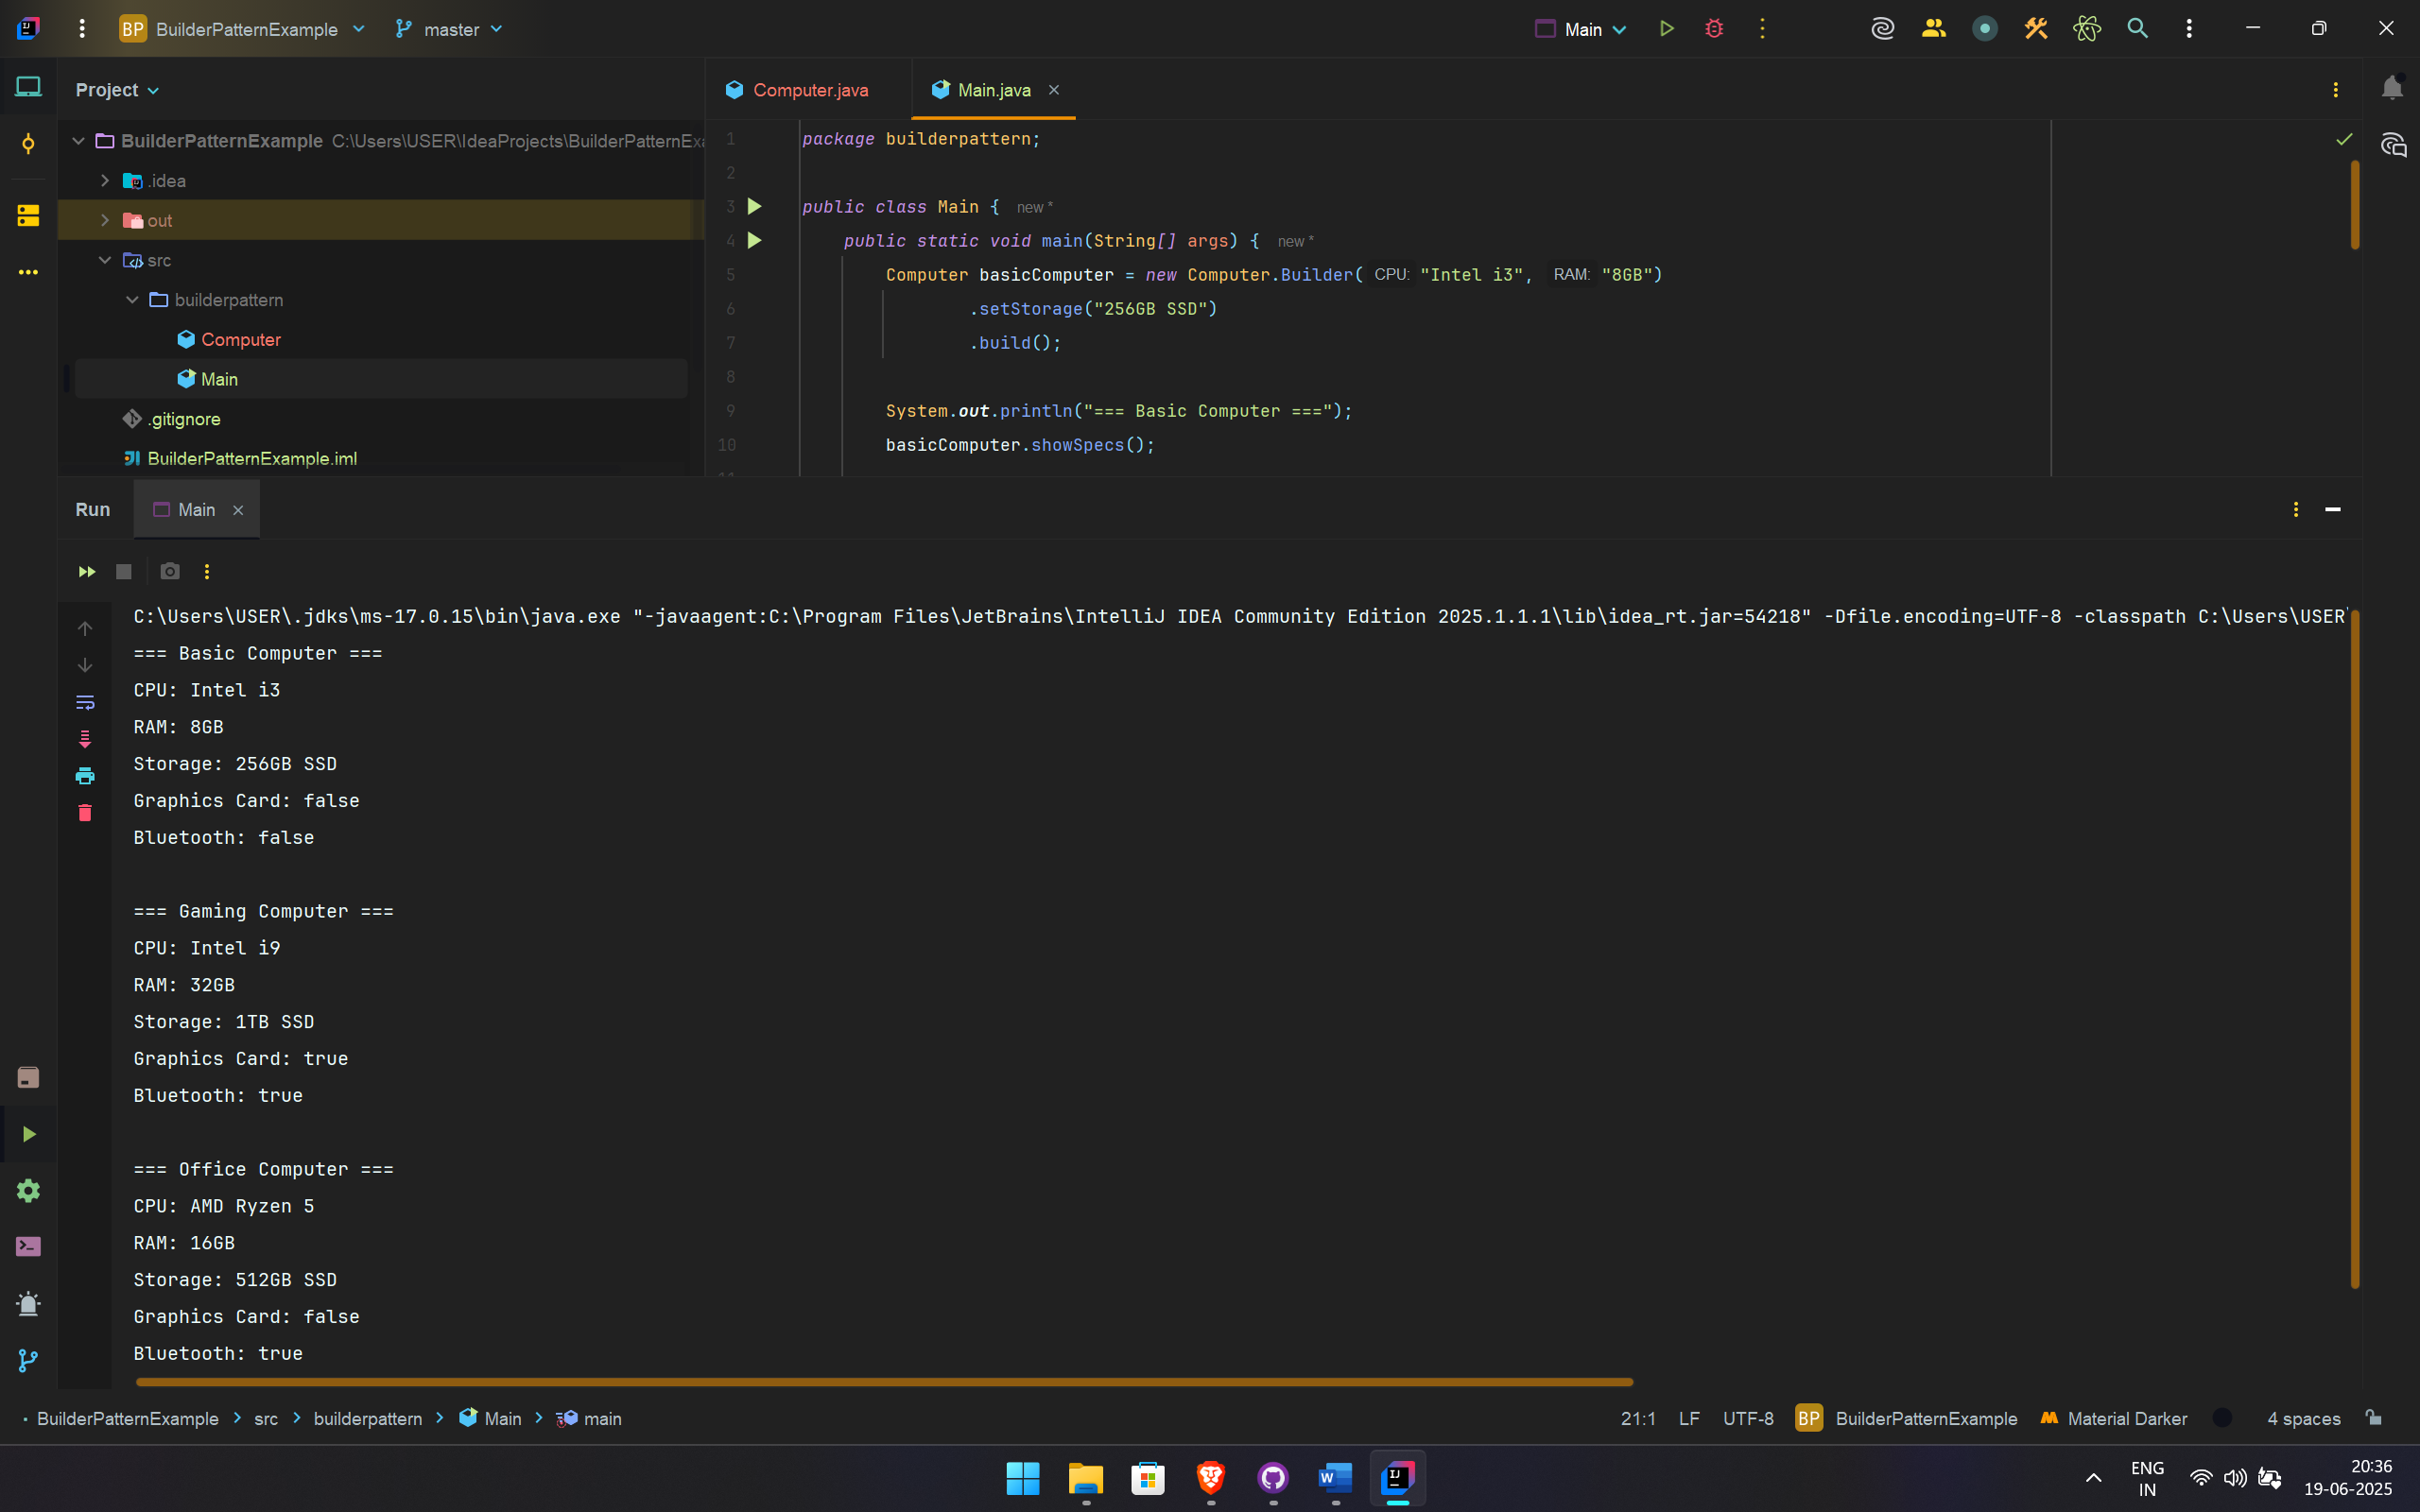 BP BuilderPatternExample master Main
Project
Computer.java Main.java
BuilderPatternExample C:\Users\USER\IdeaProjects\BuilderPatternExa
.idea
out
src
builderpattern
Computer
Main
.gitignore
BuilderPatternExample.iml
1 package builderpattern;
2
3 public class Main { new *
4 public static void main(String[] args) { new *
5 Computer basicComputer = new Computer.Builder( CPU: "Intel i3", RAM: "8GB")
6 .setStorage("256GB SSD")
7 .build();
8
9 System.out.println("=== Basic Computer ===");
10 basicComputer.showSpecs();
11
Run Main
C:\Users\USER\.jdks\ms-17.0.15\bin\java.exe "-javaagent:C:\Program Files\JetBrains\IntelliJ IDEA Community Edition 2025.1.1.1\lib\idea_rt.jar=54218" -Dfile.encoding=UTF-8 -classpath C:\Users\USER
=== Basic Computer ===
CPU: Intel i3
RAM: 8GB
Storage: 256GB SSD
Graphics Card: false
Bluetooth: false
=== Gaming Computer ===
CPU: Intel i9
RAM: 32GB
Storage: 1TB SSD
Graphics Card: true
Bluetooth: true
=== Office Computer ===
CPU: AMD Ryzen 5
RAM: 16GB
Storage: 512GB SSD
Graphics Card: false
Bluetooth: true
BuilderPatternExample > src > builderpattern > Main > main
21:1 LF UTF-8 BP BuilderPatternExample Material Darker 4 spaces
ENG
IN
20:36
19-06-2025